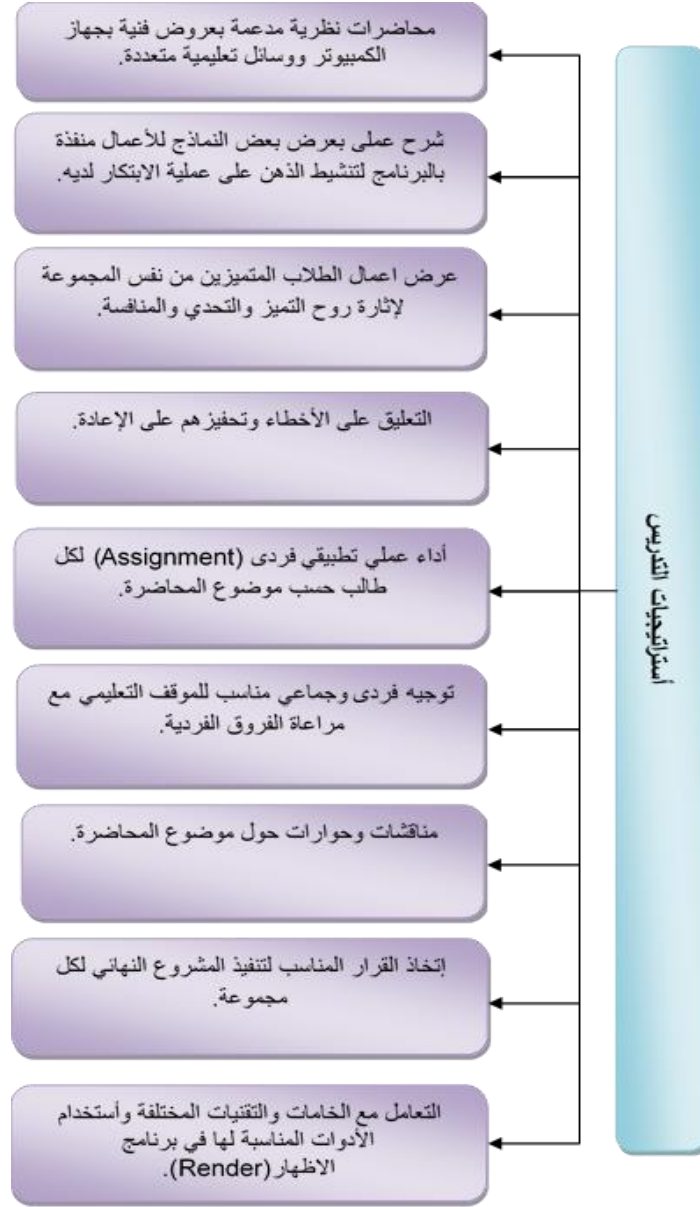 أستراتيجيات التدريس
محاضرات نظرية مدعمة بعروض فنية بجهاز
الكمبيوتر ووسائل تعليمية متعددة.
شرح عملى بعرض بعض النماذج للأعمال منفذة
بالبرنامج لتنشيط الذهن على عملية الابتكار لديه.
عرض اعمال الطلاب المتميزين من نفس المجموعة
لإثارة روح التميز والتحدي والمنافسة.
التعليق على الأخطاء وتحفيزهم على الإعادة.
أداء عملي تطبيقي فردى (Assignment) لكل
طالب حسب موضوع المحاضرة.
توجيه فردى وجماعي مناسب للموقف التعليمي مع
مراعاة الفروق الفردية.
مناقشات وحوارات حول موضوع المحاضرة.
إتخاذ القرار المناسب لتنفيذ المشروع النهائي لكل
مجموعة.
التعامل مع الخامات والتقنيات المختلفة وأستخدام
الأدوات المناسبة لها في برنامج
الاظهار(Render).